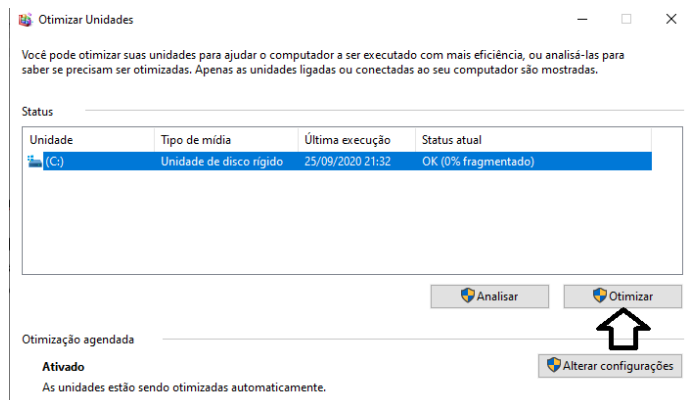 Otimizar Unidades
Você pode otimizar suas unidades para ajudar o computador a ser executado com mais eficiência, ou analisá-las para
saber se precisam ser otimizadas. Apenas as unidades ligadas ou conectadas ao seu computador são mostradas.
Status
Unidade Tipo de mídia Última execução Status atual
(C:) Unidade de disco rígido 25/09/2020 21:32 OK (0% fragmentado)
Analisar Otimizar
Otimização agendada
Ativado Alterar configurações
As unidades estão sendo otimizadas automaticamente.